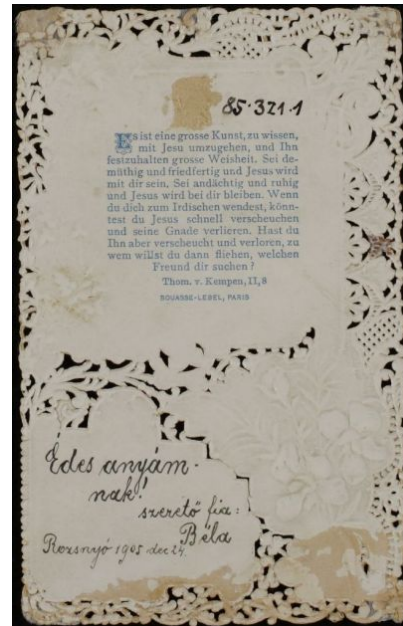 85.321.1
Es ist eine grosse Kunst, zu wissen,
mit Jesu umzugehen, und Ihn
festzuhalten grosse Weisheit. Sei de-
müthig und friedfertig und Jesus wird
mit dir sein. Sei andächtig und ruhig
und Jesus wird bei dir bleiben. Wenn
du dich zum Irdischen wendest, könn-
test du Jesus schnell verscheuchen
und seine Gnade verlieren. Hast du
Ihn aber verscheucht und verloren, zu
wem willst du dann fliehen, welchen
Freund dir suchen?
Thom. v. Kempen, II, 8
BOUASSE-LEBEL, PARIS
Édes anyám-
nak!
szerető fia:
Béla
Rozsnyó 1905 dec 24.